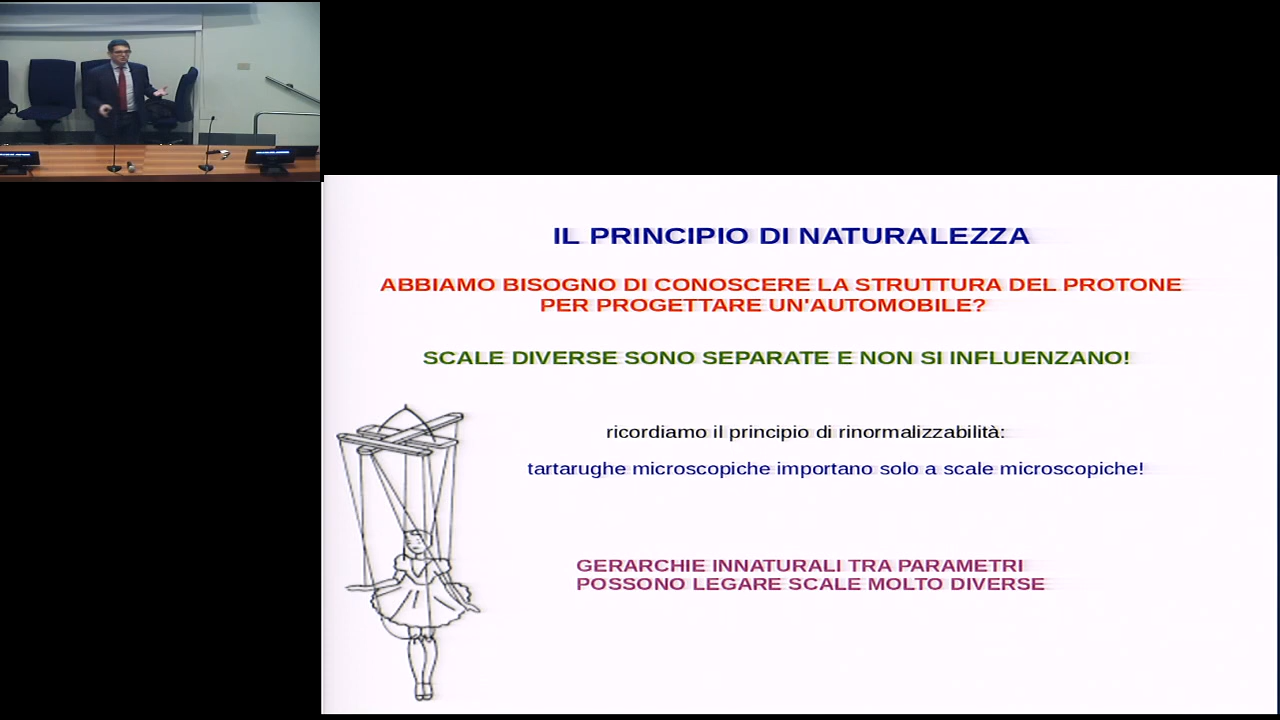 IL PRINCIPIO DI NATURALEZZA
ABBIAMO BISOGNO DI CONOSCERE LA STRUTTURA DEL PROTONE
PER PROGETTARE UN'AUTOMOBILE?
SCALE DIVERSE SONO SEPARATE E NON SI INFLUENZANO!
ricordiamo il principio di rinormalizzabilità:
tartarughe microscopiche importano solo a scale microscopiche!
GERARCHIE INNATURALI TRA PARAMETRI
POSSONO LEGARE SCALE MOLTO DIVERSE